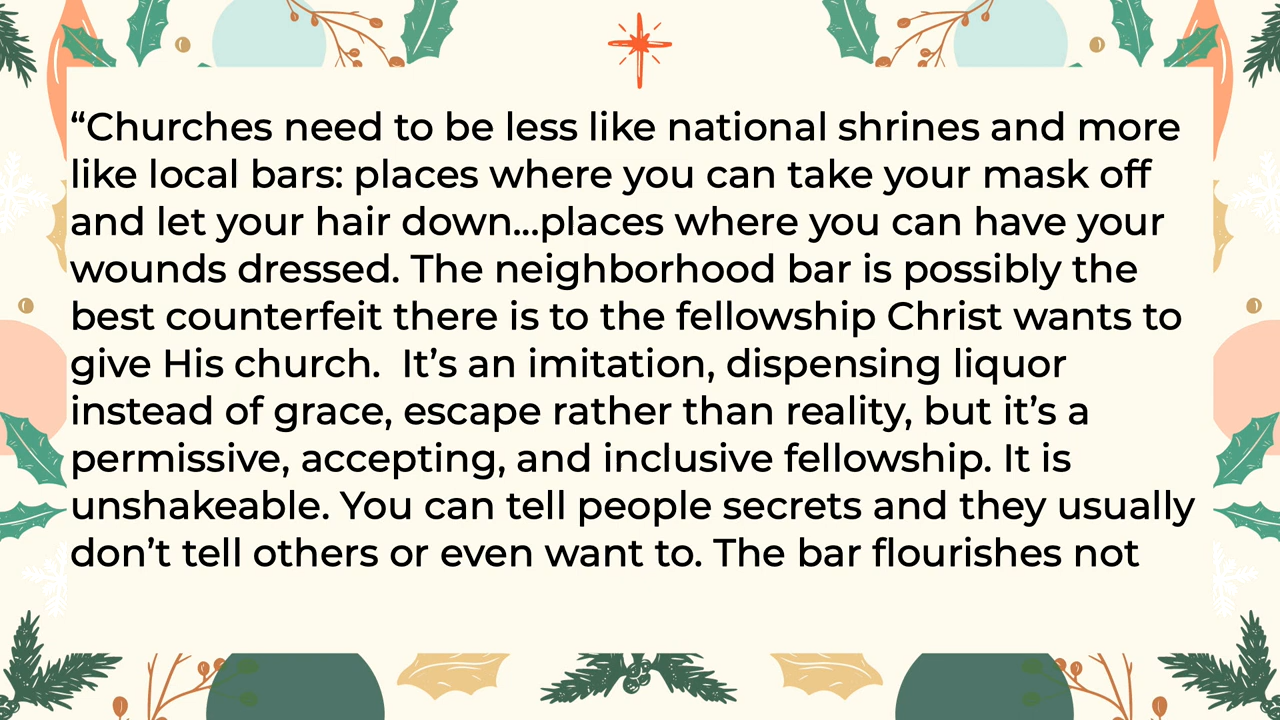 “Churches need to be less like national shrines and more
like local bars: places where you can take your mask off
and let your hair down...places where you can have your
wounds dressed. The neighborhood bar is possibly the
best counterfeit there is to the fellowship Christ wants to
give His church.  It’s an imitation, dispensing liquor
instead of grace, escape rather than reality, but it’s a
permissive, accepting, and inclusive fellowship. It is
unshakeable. You can tell people secrets and they usually
don’t tell others or even want to. The bar flourishes not